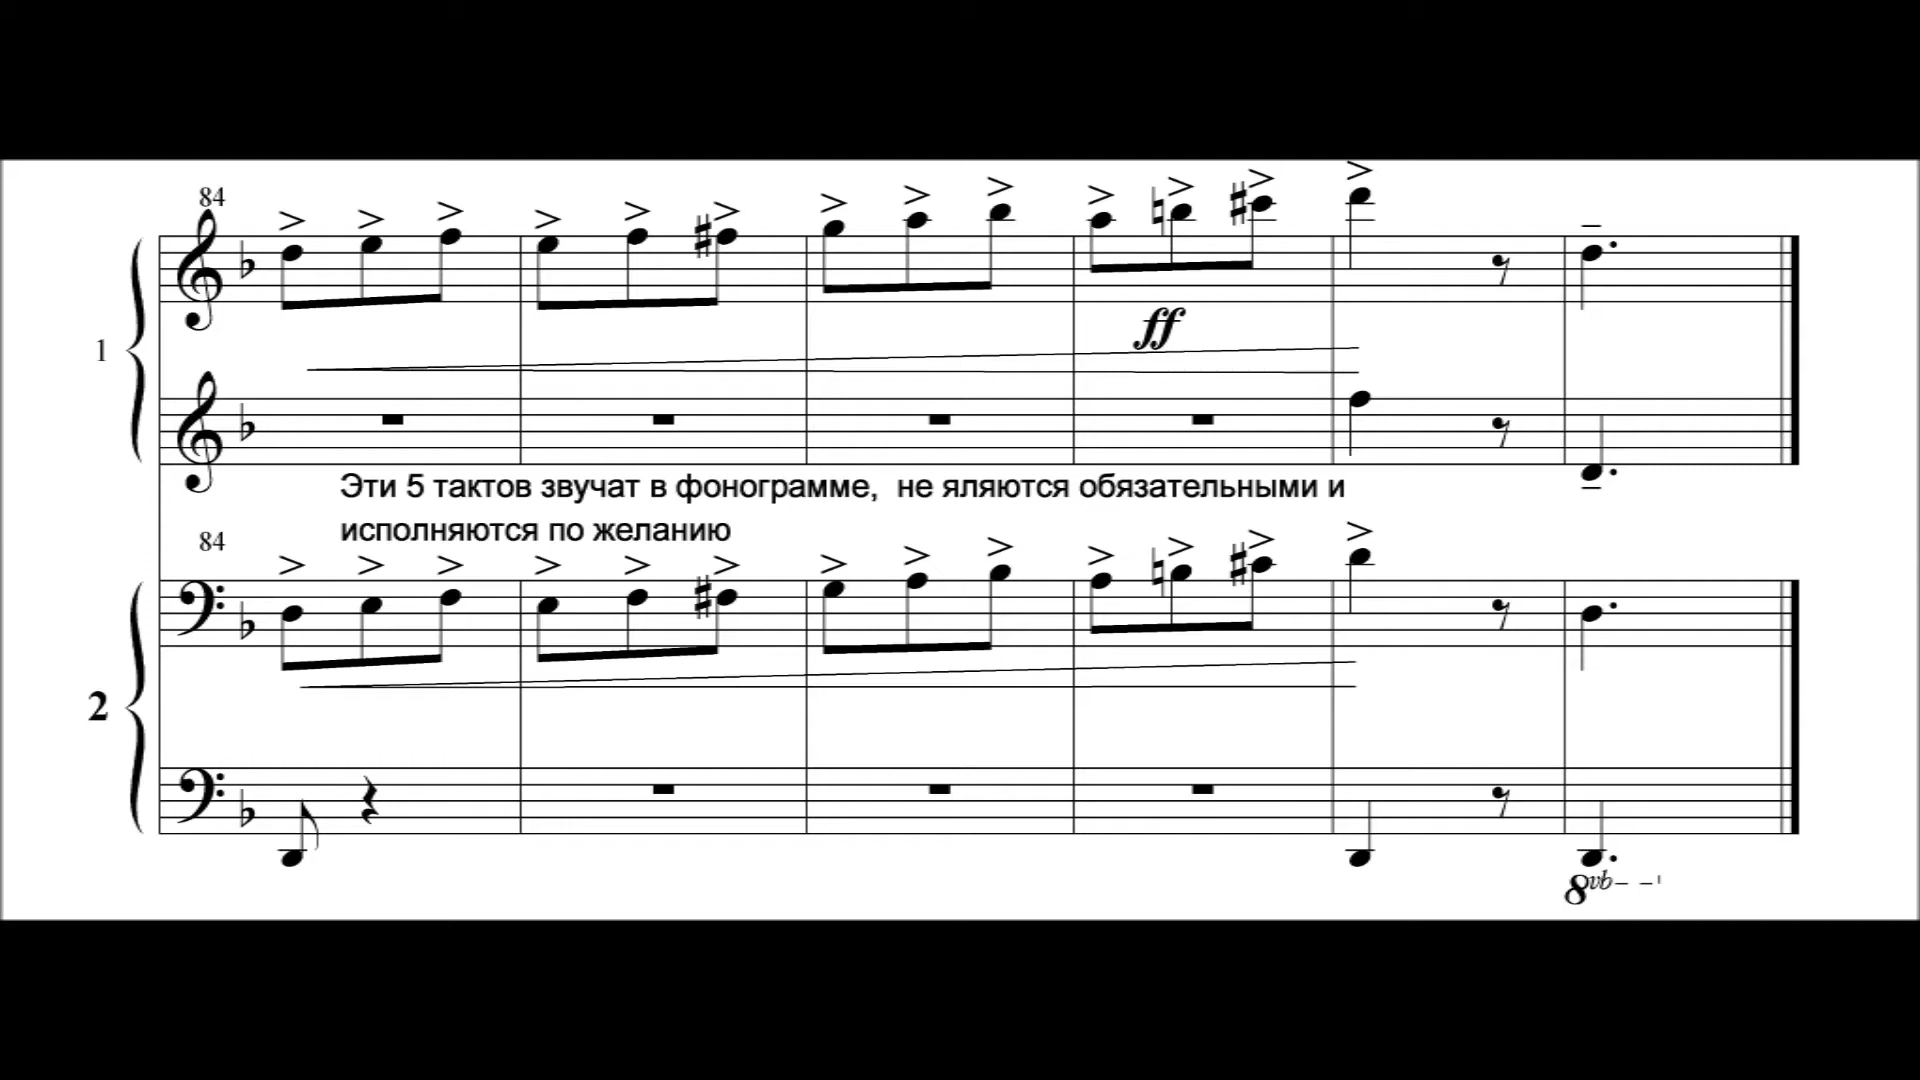 84
1
ff
Эти 5 тактов звучат в фонограмме, не яляются обязательными и
исполняются по желанию
84
2
8vb